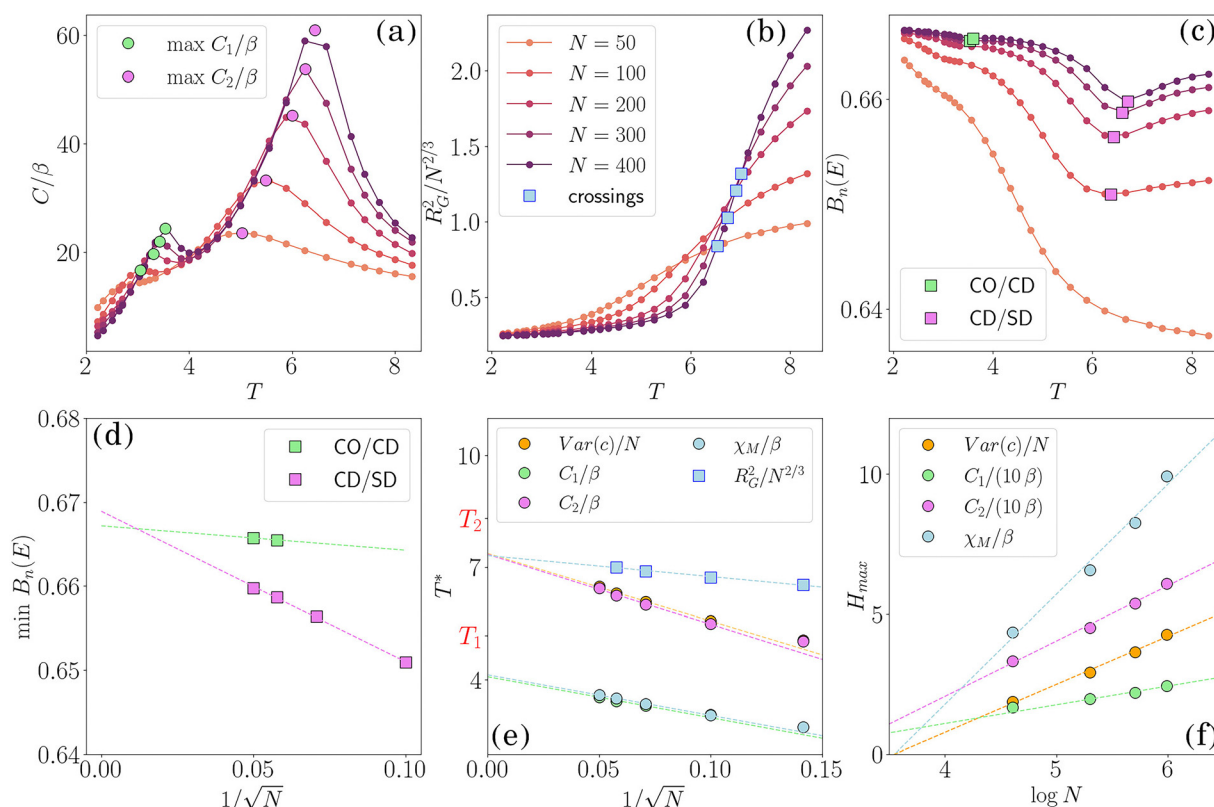 (a)
max C₁/β
max C₂/β
C/β
60
40
20
2
4
6
8
T
(b)
N = 50
N = 100
N = 200
N = 300
N = 400
crossings
R²_G/N^{2/3}
2.0
1.5
1.0
0.5
2
4
6
8
T
(c)
B_n(E)
0.66
0.64
CO/CD
CD/SD
2
4
6
8
T
(d)
CO/CD
CD/SD
min B_n(E)
0.68
0.67
0.66
0.65
0.64
0.00
0.05
0.10
1/√N
Var(c)/N
C₁/β
C₂/β
χ_M/β
R²_G/N^{2/3}
T*
10
T₂
7
T₁
4
(e)
0.00
0.05
0.10
0.15
1/√N
Var(c)/N
C₁/(10 β)
C₂/(10 β)
χ_M/β
H_max
10
5
0
(f)
4
5
6
log N